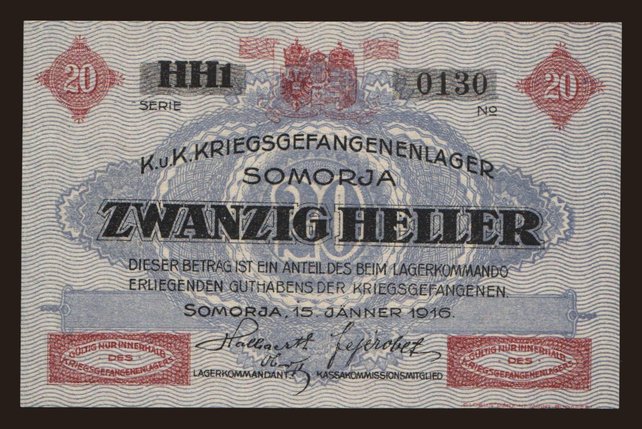 20
HH1
0130
20
SERIE
No
K.u.K.KRIEGSGEFANGENENLAGER
SOMORJA
20
ZWANZIG HELLER
DIESER BETRAG IST EIN ANTEIL DES BEIM LAGERKOMMANDO
ERLIEGENDEN GUTHABENS DER KRIEGSGEFANGENEN.
SOMORJA, 15 JÄNNER 1916.
LAGERKOMMANDANT.
KASSAKOMMISSIONSMITGLIED
GÜLTIG NUR INNERHALB
DES
KRIEGSGEFANGENENLAGERS
GÜLTIG NUR INNERHALB
DES
KRIEGSGEFANGENENLAGERS